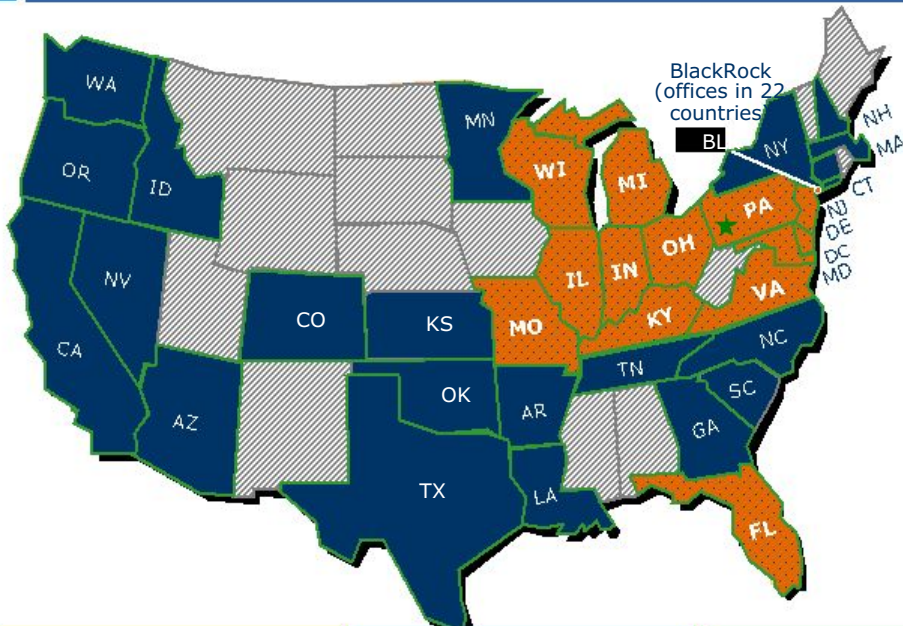 WA
OR
ID
NV
CA
AZ
CO
KS
OK
TX
MN
WI
MI
IL
IN
OH
MO
KY
TN
AR
LA
BlackRock
(offices in 22
countries
BL
NY
NH
MA
CT
PA
NJ
DE
DC
MD
VA
NC
SC
GA
FL